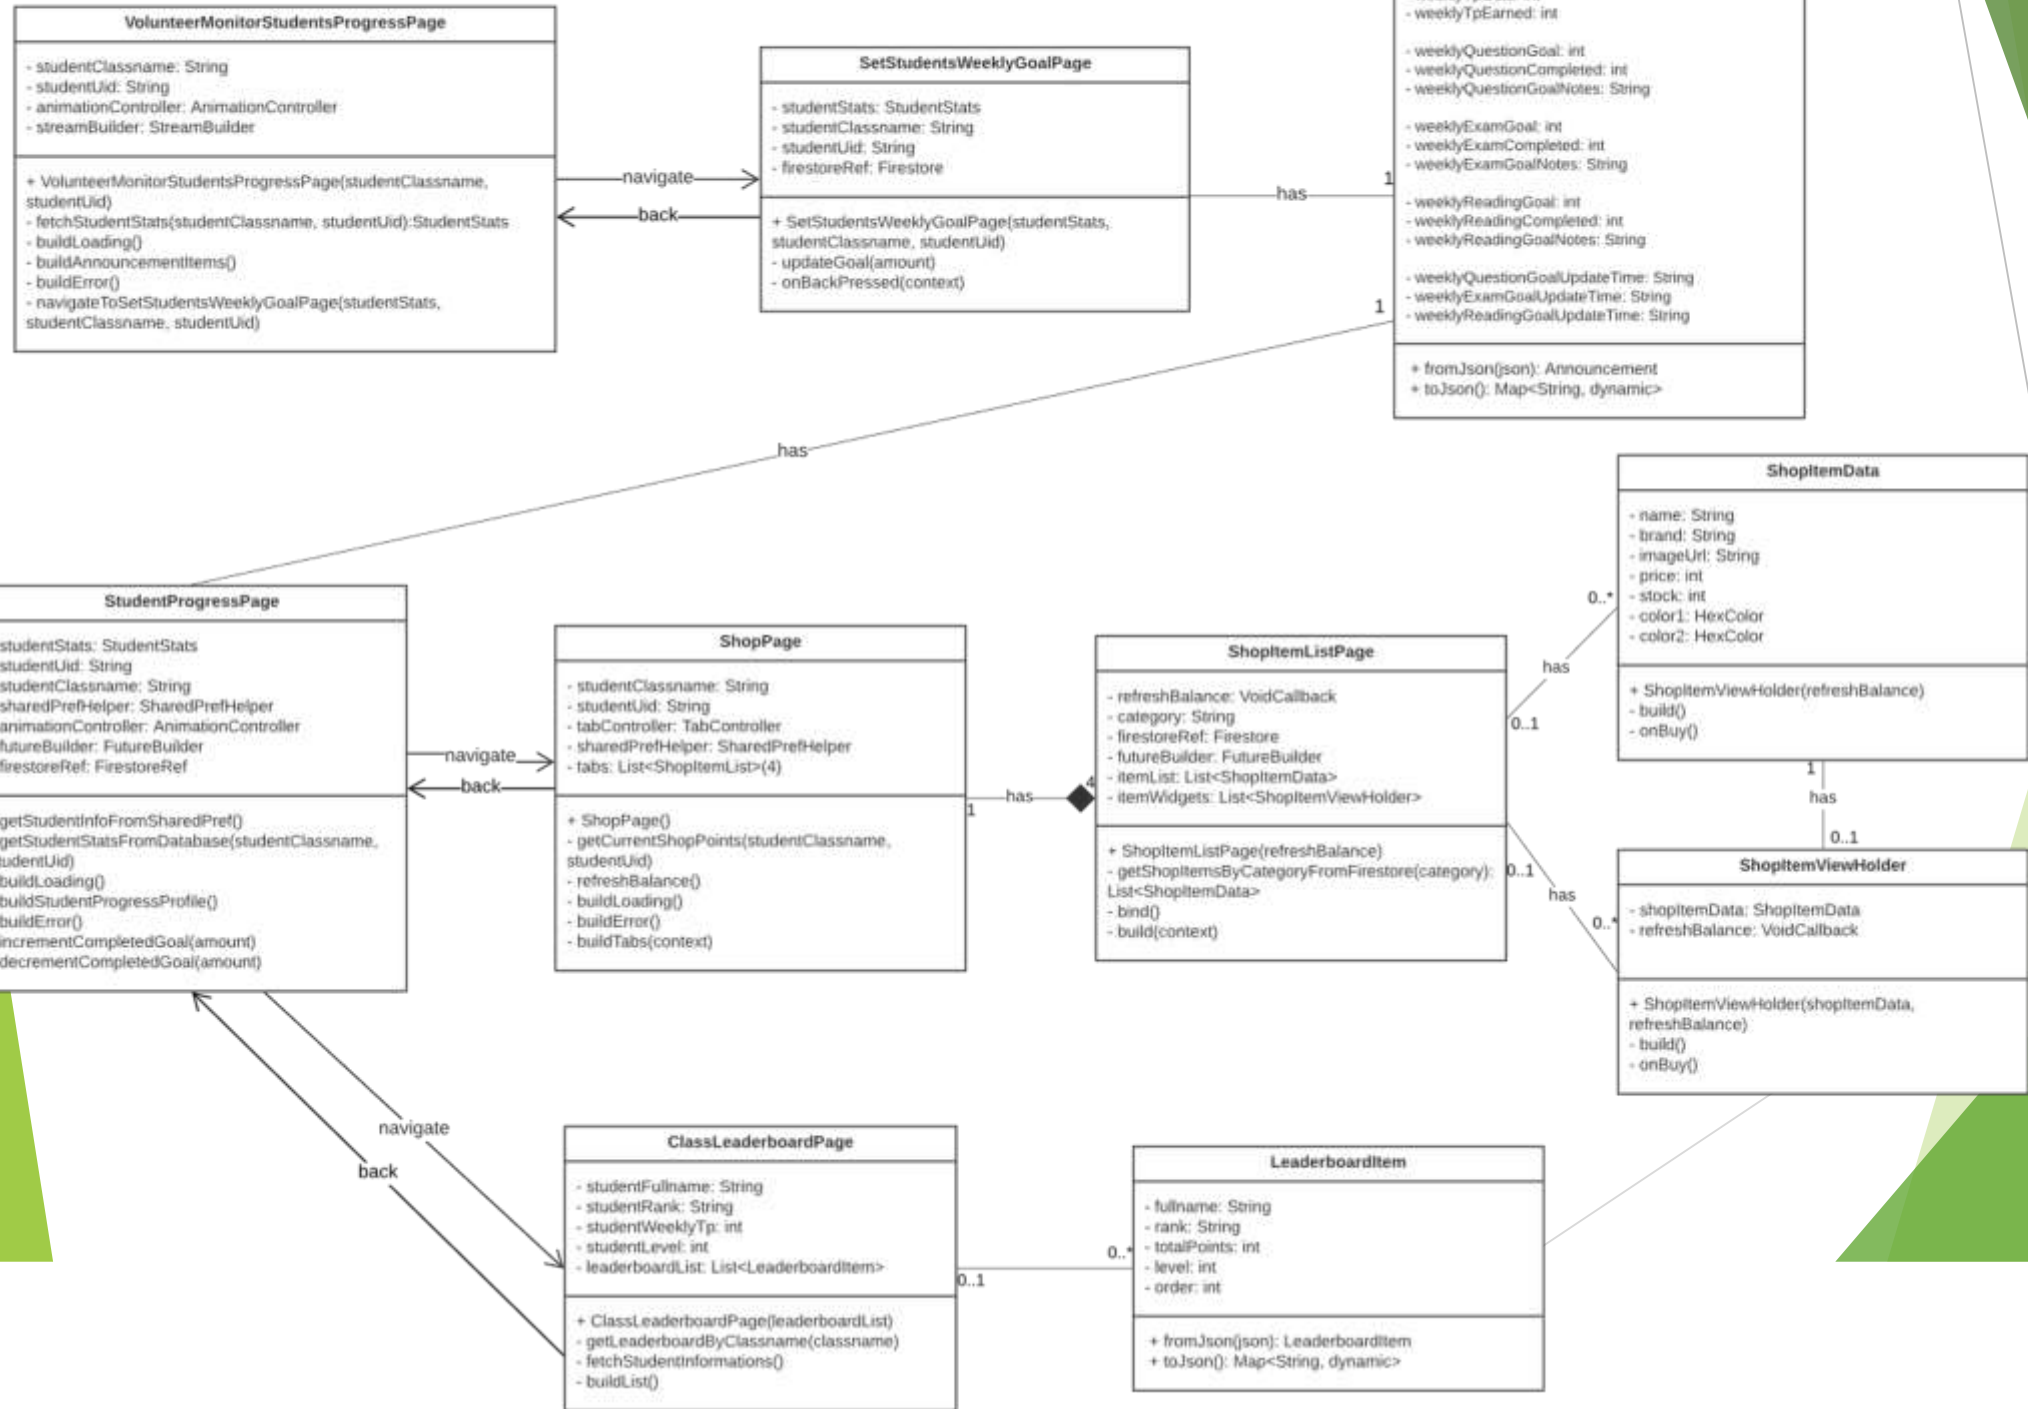 VolunteerMonitorStudentsProgressPage
- studentClassname: String
- studentUid: String
- animationController: AnimationController
- streamBuilder: StreamBuilder
+ VolunteerMonitorStudentsProgressPage(studentClassname,
studentUid)
- fetchStudentStats(studentClassname, studentUid):StudentStats
- buildLoading()
- buildAnnouncementItems()
- buildError()
- navigateToSetStudentsWeeklyGoalPage(studentStats,
studentClassname, studentUid)
navigate
back
SetStudentsWeeklyGoalPage
- studentStats: StudentStats
- studentClassname: String
- studentUid: String
- firestoreRef: Firestore
+ SetStudentsWeeklyGoalPage(studentStats,
studentClassname, studentUid)
- updateGoal(amount)
- onBackPressed(context)
has
1
- weeklyTpEarned: int
- weeklyQuestionGoal: int
- weeklyQuestionCompleted: int
- weeklyQuestionGoalNotes: String
- weeklyExamGoal: int
- weeklyExamCompleted: int
- weeklyExamGoalNotes: String
- weeklyReadingGoal: int
- weeklyReadingCompleted: int
- weeklyReadingGoalNotes: String
- weeklyQuestionGoalUpdateTime: String
- weeklyExamGoalUpdateTime: String
- weeklyReadingGoalUpdateTime: String
+ fromJson(json): Announcement
+ toJson(): Map<String, dynamic>
1
has
StudentProgressPage
studentStats: StudentStats
studentUid: String
studentClassname: String
sharedPrefHelper: SharedPrefHelper
animationController: AnimationController
futureBuilder: FutureBuilder
firestoreRef: FirestoreRef
getStudentInfoFromSharedPref()
getStudentStatsFromDatabase(studentClassname,
tudentUid)
buildLoading()
buildStudentProgressProfile()
buildError()
incrementCompletedGoal(amount)
decrementCompletedGoal(amount)
navigate
back
ShopPage
- studentClassname: String
- studentUid: String
- tabController: TabController
- sharedPrefHelper: SharedPrefHelper
- tabs: List<ShopItemList>(4)
+ ShopPage()
- getCurrentShopPoints(studentClassname,
studentUid)
- refreshBalance()
- buildLoading()
- buildError()
- buildTabs(context)
1
has
4
ShopItemListPage
- refreshBalance: VoidCallback
- category: String
- firestoreRef: Firestore
- futureBuilder: FutureBuilder
- itemList: List<ShopItemData>
- itemWidgets: List<ShopItemViewHolder>
+ ShopItemListPage(refreshBalance)
- getShopItemsByCategoryFromFirestore(category):
List<ShopItemData>
- bind()
- build(context)
0..1
has
0..*
0..1
has
0..*
ShopItemData
- name: String
- brand: String
- imageUrl: String
- price: int
- stock: int
- color1: HexColor
- color2: HexColor
+ ShopItemViewHolder(refreshBalance)
- build()
- onBuy()
1
has
0..1
ShopItemViewHolder
- shopItemData: ShopItemData
- refreshBalance: VoidCallback
+ ShopItemViewHolder(shopItemData,
refreshBalance)
- build()
- onBuy()
navigate
back
ClassLeaderboardPage
- studentFullname: String
- studentRank: String
- studentWeeklyTp: int
- studentLevel: int
- leaderboardList: List<LeaderboardItem>
+ ClassLeaderboardPage(leaderboardList)
- getLeaderboardByClassname(classname)
- fetchStudentInformations()
- buildList()
0..1
0..*
LeaderboardItem
- fullname: String
- rank: String
- totalPoints: int
- level: int
- order: int
+ fromJson(json): LeaderboardItem
+ toJson(): Map<String, dynamic>